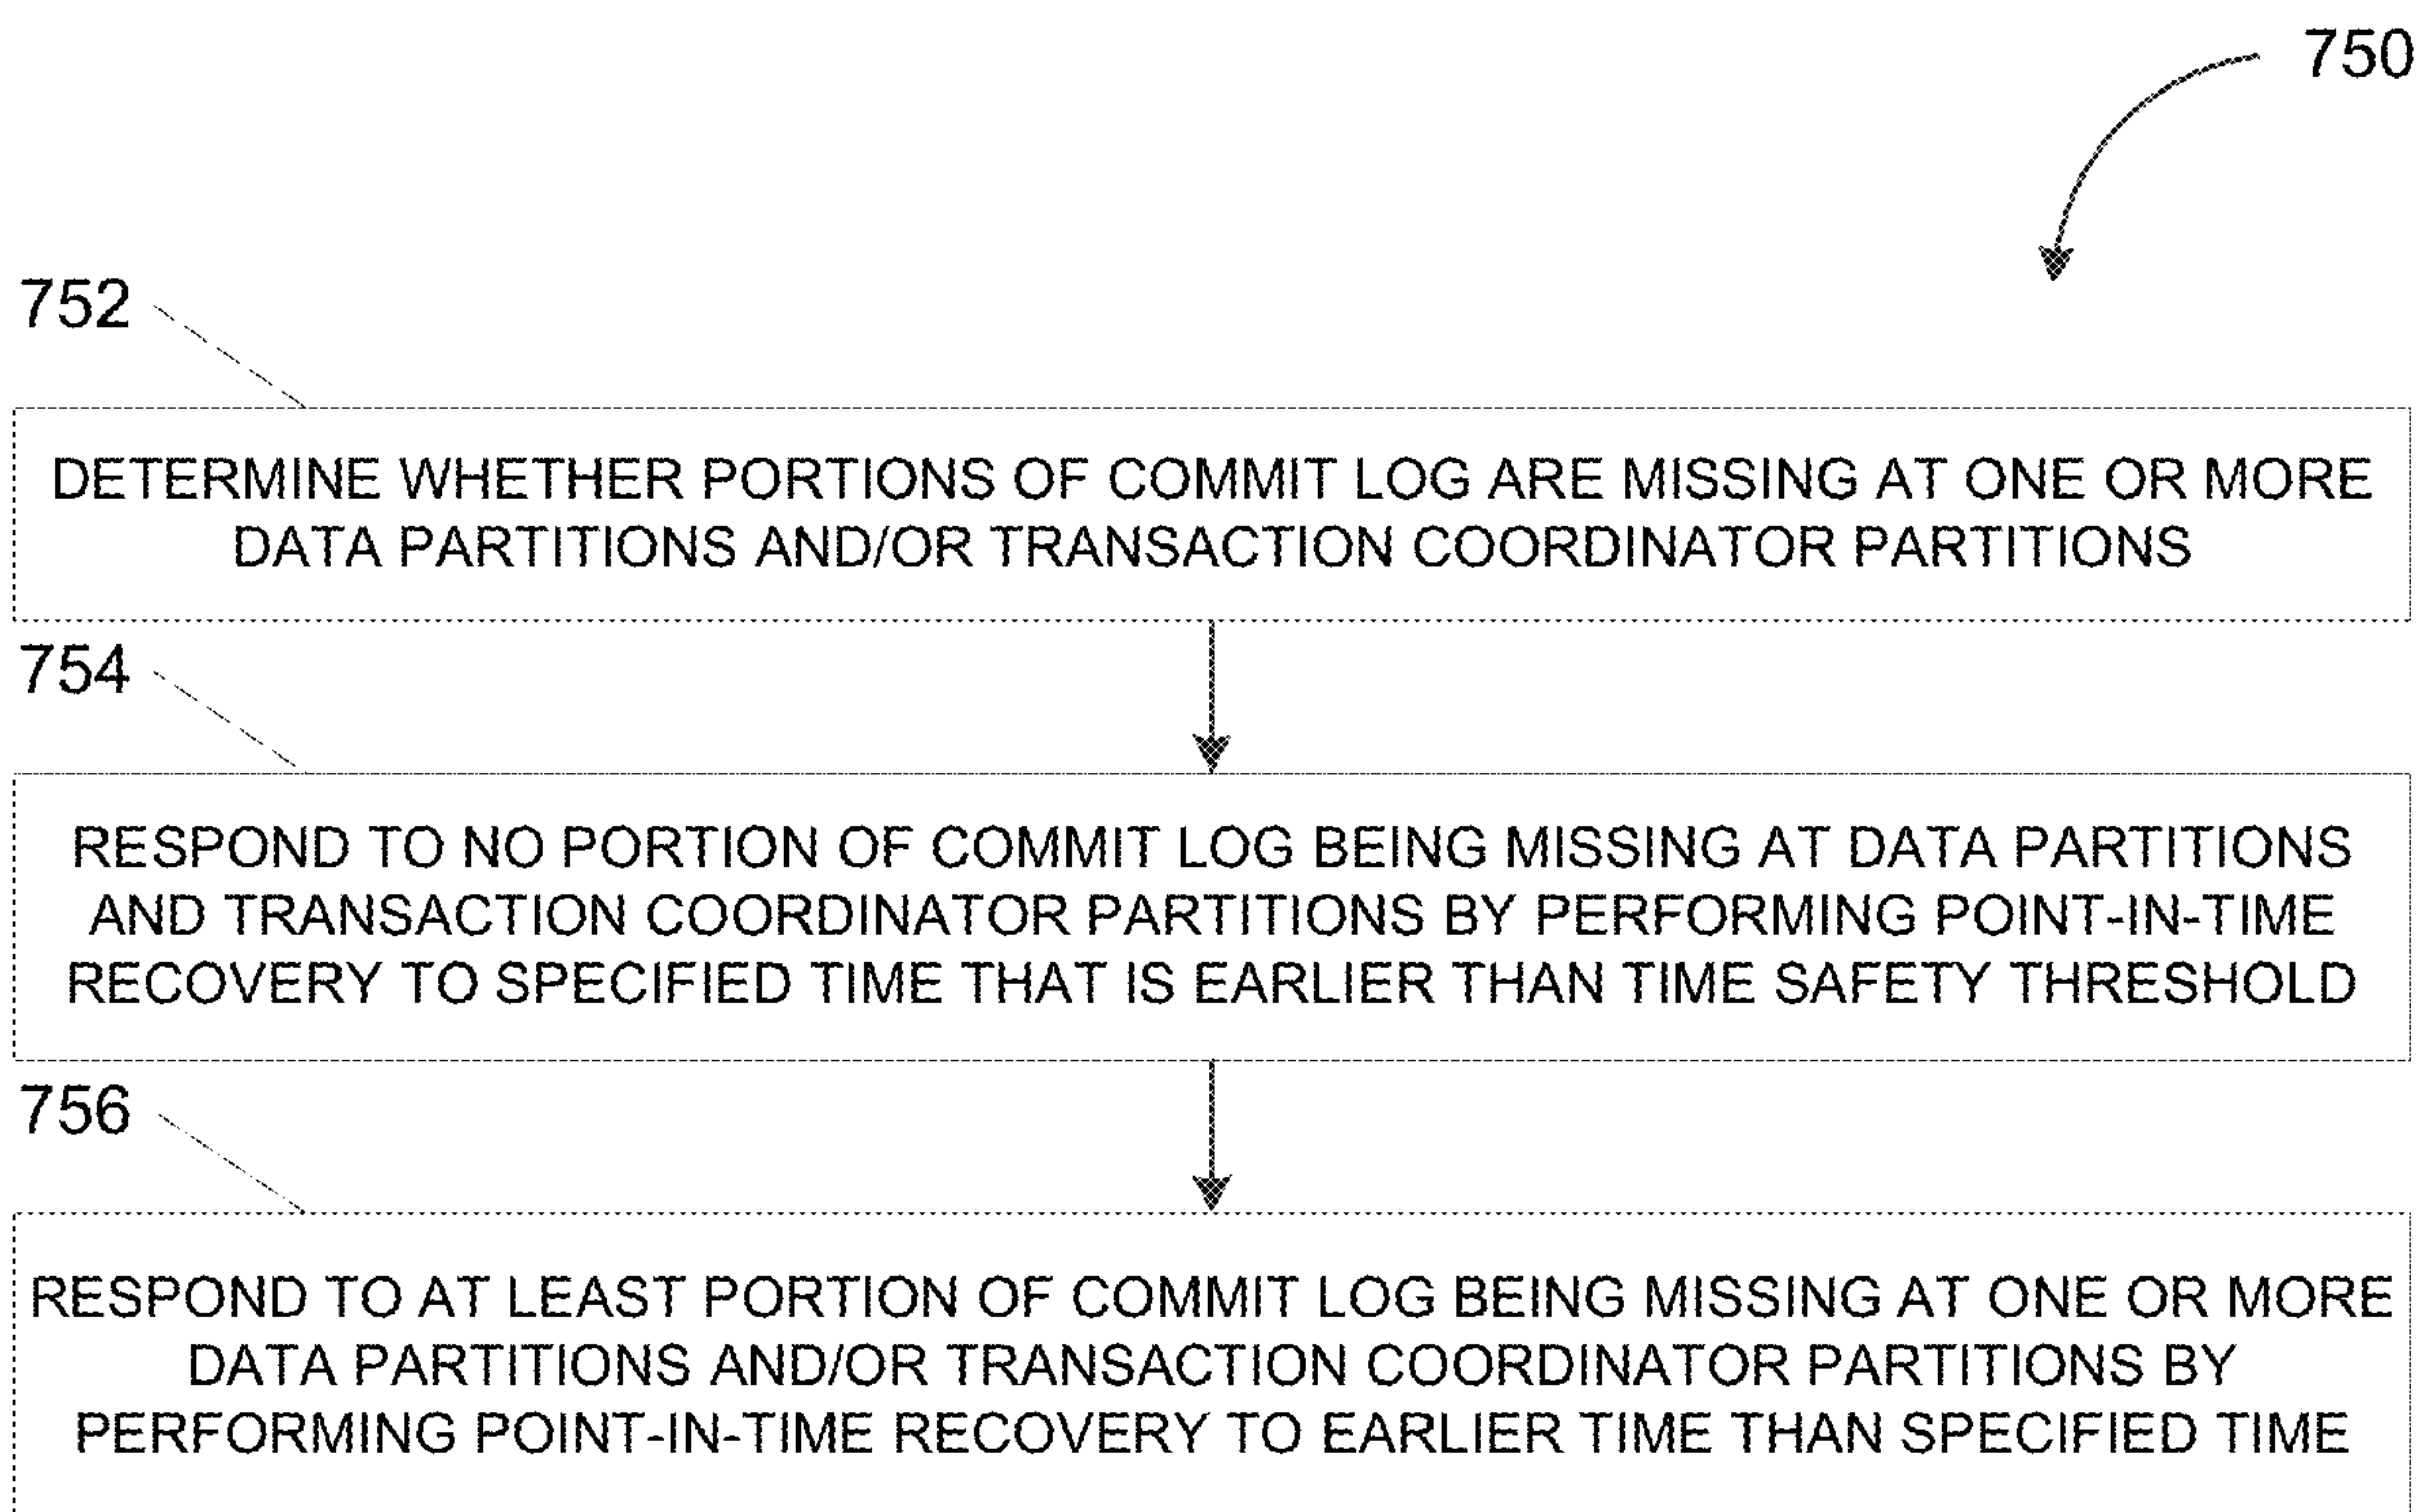 750
752
DETERMINE WHETHER PORTIONS OF COMMIT LOG ARE MISSING AT ONE OR MORE
DATA PARTITIONS AND/OR TRANSACTION COORDINATOR PARTITIONS
754
RESPOND TO NO PORTION OF COMMIT LOG BEING MISSING AT DATA PARTITIONS
AND TRANSACTION COORDINATOR PARTITIONS BY PERFORMING POINT-IN-TIME
RECOVERY TO SPECIFIED TIME THAT IS EARLIER THAN TIME SAFETY THRESHOLD
756
RESPOND TO AT LEAST PORTION OF COMMIT LOG BEING MISSING AT ONE OR MORE
DATA PARTITIONS AND/OR TRANSACTION COORDINATOR PARTITIONS BY
PERFORMING POINT-IN-TIME RECOVERY TO EARLIER TIME THAN SPECIFIED TIME